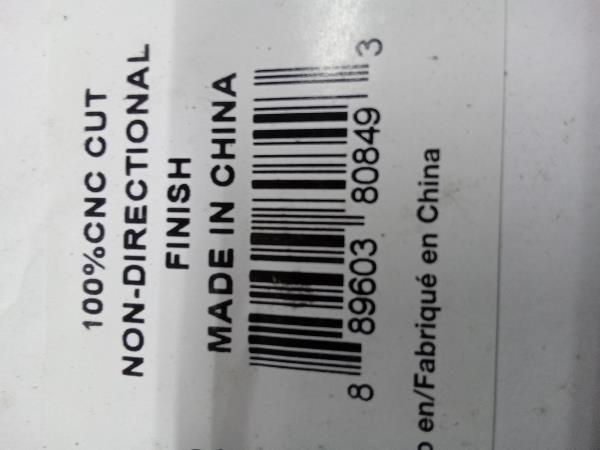 100%CNC CUT
NON-DIRECTIONAL
FINISH
MADE IN CHINA
8 89603 80849 3
en/Fabriqué en China